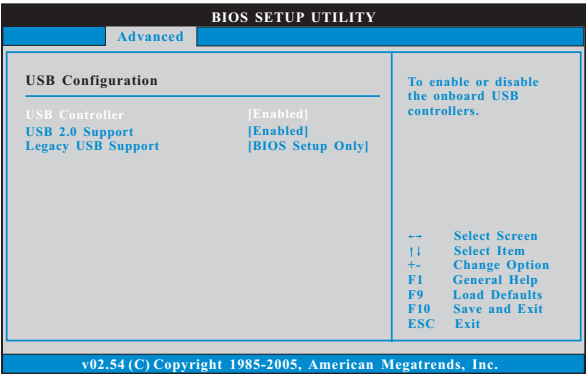 BIOS SETUP UTILITY
Advanced
USB Configuration
USB Controller [Enabled]
USB 2.0 Support [Enabled]
Legacy USB Support [BIOS Setup Only]
To enable or disable
the onboard USB
controllers.
←→ Select Screen
↑↓ Select Item
+- Change Option
F1 General Help
F9 Load Defaults
F10 Save and Exit
ESC Exit
v02.54 (C) Copyright 1985-2005, American Megatrends, Inc.